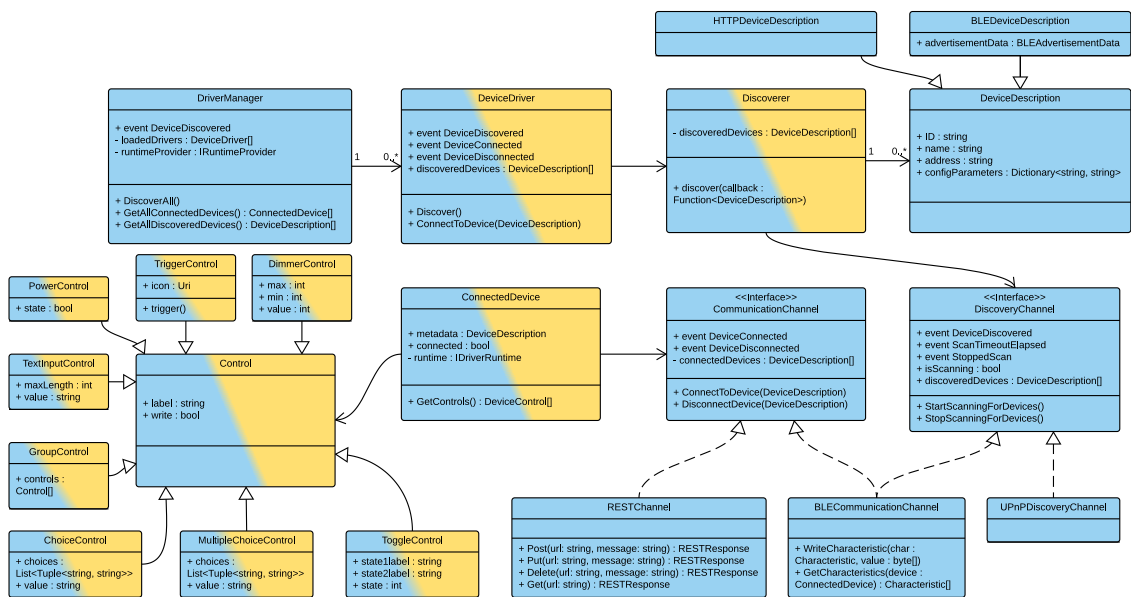 HTTPDeviceDescription
BLEDeviceDescription
+ advertisementData : BLEAdvertisementData
DriverManager
+ event DeviceDiscovered
- loadedDrivers : DeviceDriver[]
- runtimeProvider : IRuntimeProvider
+ DiscoverAll()
+ GetAllConnectedDevices() : ConnectedDevice[]
+ GetAllDiscoveredDevices() : DeviceDescription[]
1
0..*
DeviceDriver
+ event DeviceDiscovered
+ event DeviceConnected
+ event DeviceDisconnected
+ discoveredDevices : DeviceDescription[]
+ Discover()
+ ConnectToDevice(DeviceDescription)
Discoverer
- discoveredDevices : DeviceDescription[]
+ discover(callback :
Function<DeviceDescription>)
1
0..*
DeviceDescription
+ ID : string
+ name : string
+ address : string
+ configParameters : Dictionary<string, string>
PowerControl
+ state : bool
TriggerControl
+ icon : Uri
+ trigger()
DimmerControl
+ max : int
+ min : int
+ value : int
TextInputControl
+ maxLength : int
+ value : string
Control
+ label : string
+ write : bool
GroupControl
+ controls :
Control[]
ChoiceControl
+ choices :
List<Tuple<string, string>>
+ value : string
MultipleChoiceControl
+ choices :
List<Tuple<string, string>>
+ value : string
ToggleControl
+ state1label : string
+ state2label : string
+ state : int
ConnectedDevice
+ metadata : DeviceDescription
+ connected : bool
- runtime : IDriverRuntime
+ GetControls() : DeviceControl[]
<<Interface>>
CommunicationChannel
+ event DeviceConnected
+ event DeviceDisconnected
- connectedDevices : DeviceDescription[]
+ ConnectToDevice(DeviceDescription)
+ DisconnectDevice(DeviceDescription)
<<Interface>>
DiscoveryChannel
+ event DeviceDiscovered
+ event ScanTimeoutElapsed
+ event StoppedScan
+ isScanning : bool
+ discoveredDevices : DeviceDescription[]
+ StartScanningForDevices()
+ StopScanningForDevices()
RESTChannel
+ Post(url: string, message: string) : RESTResponse
+ Put(url: string, message: string) : RESTResponse
+ Delete(url: string, message: string) : RESTResponse
+ Get(url: string) : RESTResponse
BLECommunicationChannel
+ WriteCharacteristic(char :
Characteristic, value : byte[])
+ GetCharacteristics(device :
ConnectedDevice) : Characteristic[]
UPnPDiscoveryChannel